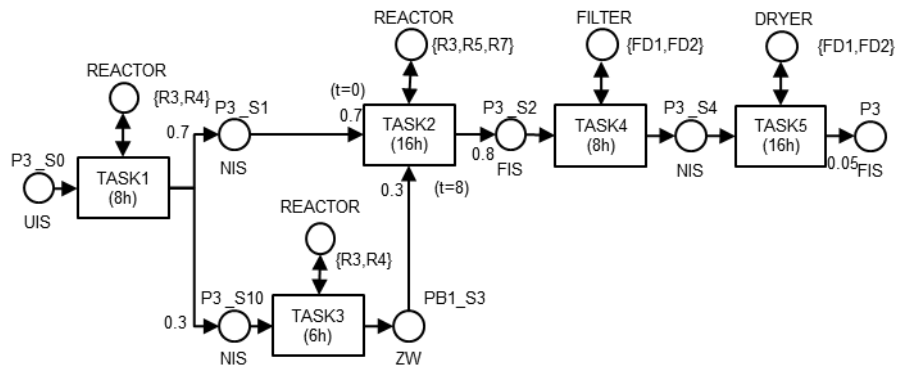 REACTOR
{R3,R5,R7}
FILTER
{FD1,FD2}
DRYER
{FD1,FD2}
REACTOR
{R3,R4}
P3_S0
UIS
TASK1
(8h)
0.7
0.3
P3_S1
NIS
(t=0)
0.7
TASK2
(16h)
0.3
(t=8)
0.8
P3_S2
FIS
TASK4
(8h)
P3_S4
NIS
TASK5
(16h)
0.05
P3
FIS
REACTOR
{R3,R4}
P3_S10
NIS
TASK3
(6h)
PB1_S3
ZW